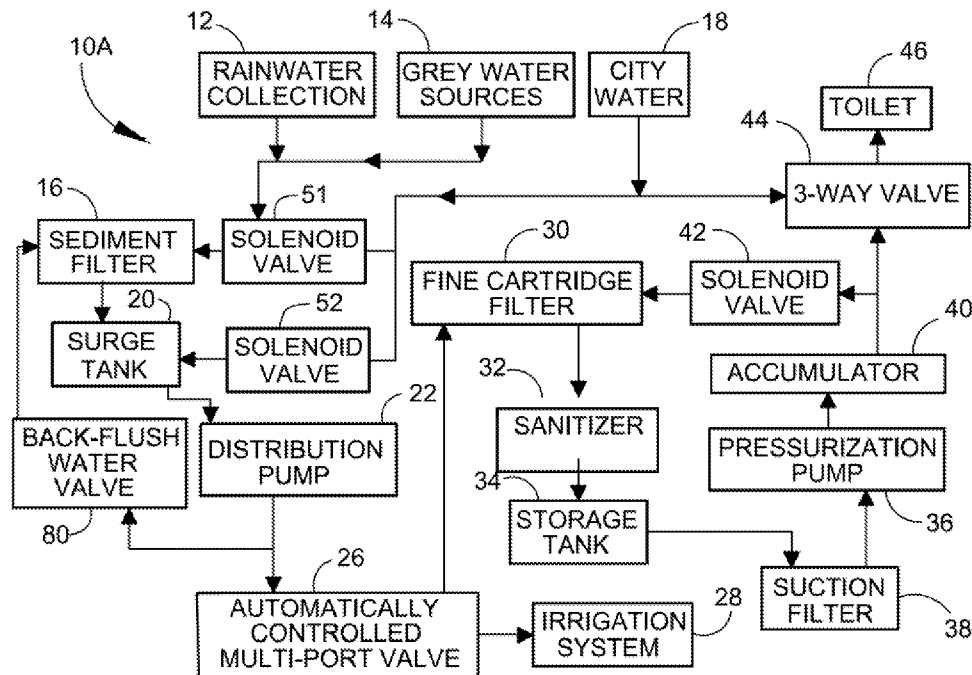 12
14
18
10A
RAINWATER
COLLECTION
GREY WATER
SOURCES
CITY
WATER
46
TOILET
44
3-WAY VALVE
16
51
SEDIMENT
FILTER
SOLENOID
VALVE
30
42
FINE CARTRIDGE
FILTER
SOLENOID
VALVE
20
52
SURGE
TANK
SOLENOID
VALVE
40
ACCUMULATOR
22
32
BACK-FLUSH
WATER
VALVE
DISTRIBUTION
PUMP
SANITIZER
PRESSURIZATION
PUMP
80
34
36
STORAGE
TANK
26
SUCTION
FILTER
38
AUTOMATICALLY
CONTROLLED
MULTI-PORT VALVE
IRRIGATION
SYSTEM
28